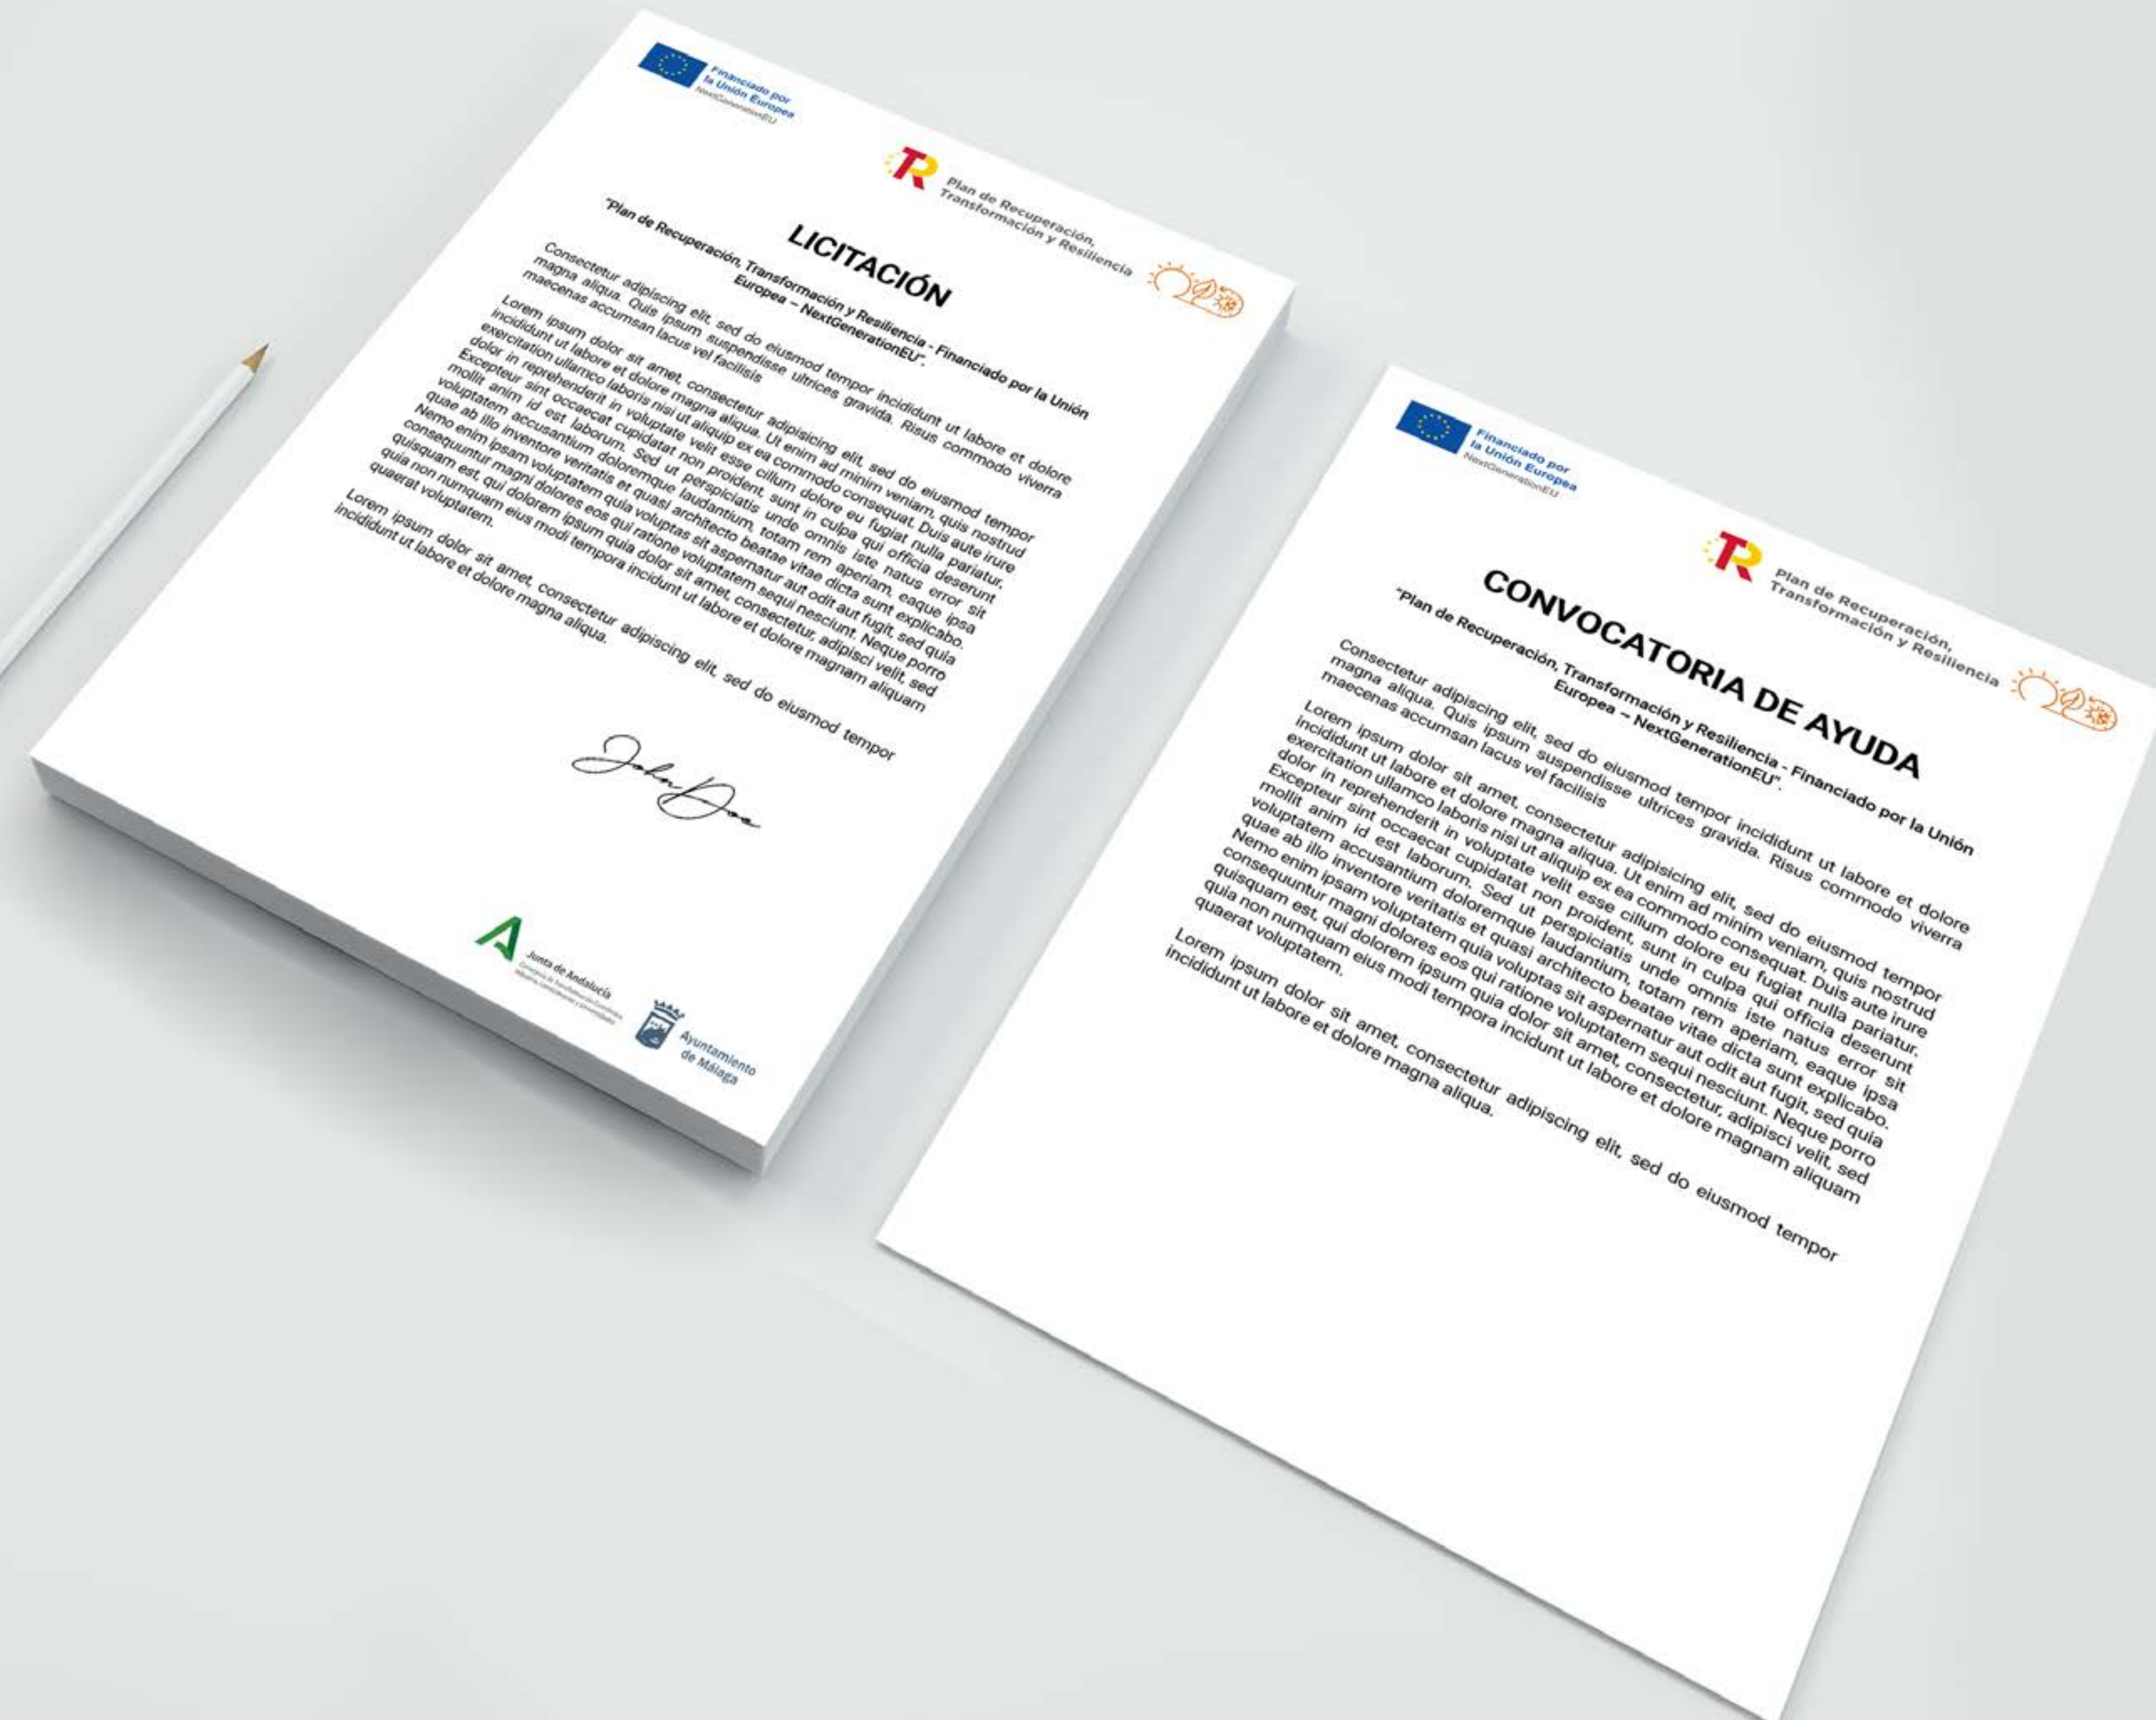 Financiado por
la Unión Europea
NextGenerationEU
Plan de Recuperación,
Transformación y Resiliencia
LICITACIÓN
"Plan de Recuperación, Transformación y Resiliencia - Financiado por la Unión
Europea – NextGenerationEU".
Consectetur adipiscing elit, sed do eiusmod tempor incididunt ut labore et dolore
magna aliqua. Quis ipsum suspendisse ultrices gravida. Risus commodo viverra
maecenas accumsan lacus vel facilisis
Lorem ipsum dolor sit amet, consectetur adipisicing elit, sed do eiusmod tempor
incididunt ut labore et dolore magna aliqua. Ut enim ad minim veniam, quis nostrud
exercitation ullamco laboris nisi ut aliquip ex ea commodo consequat. Duis aute irure
dolor in reprehenderit in voluptate velit esse cillum dolore eu fugiat nulla pariatur.
Excepteur sint occaecat cupidatat non proident, sunt in culpa qui officia deserunt
mollit anim id est laborum. Sed ut perspiciatis unde omnis iste natus error sit
voluptatem accusantium doloremque laudantium, totam rem aperiam, eaque ipsa
quae ab illo inventore veritatis et quasi architecto beatae vitae dicta sunt explicabo.
Nemo enim ipsam voluptatem quia voluptas sit aspernatur aut odit aut fugit, sed quia
consequuntur magni dolores eos qui ratione voluptatem sequi nesciunt. Neque porro
quisquam est, qui dolorem ipsum quia dolor sit amet, consectetur, adipisci velit, sed
quia non numquam eius modi tempora incidunt ut labore et dolore magnam aliquam
quaerat voluptatem.
Lorem ipsum dolor sit amet, consectetur adipiscing elit, sed do eiusmod tempor
incididunt ut labore et dolore magna aliqua.
John Doe
Junta de Andalucía
Ayuntamiento
de Málaga
Financiado por
la Unión Europea
NextGenerationEU
Plan de Recuperación,
Transformación y Resiliencia
CONVOCATORIA DE AYUDA
"Plan de Recuperación, Transformación y Resiliencia - Financiado por la Unión
Europea – NextGenerationEU".
Consectetur adipiscing elit, sed do eiusmod tempor incididunt ut labore et dolore
magna aliqua. Quis ipsum suspendisse ultrices gravida. Risus commodo viverra
maecenas accumsan lacus vel facilisis
Lorem ipsum dolor sit amet, consectetur adipisicing elit, sed do eiusmod tempor
incididunt ut labore et dolore magna aliqua. Ut enim ad minim veniam, quis nostrud
exercitation ullamco laboris nisi ut aliquip ex ea commodo consequat. Duis aute irure
dolor in reprehenderit in voluptate velit esse cillum dolore eu fugiat nulla pariatur.
Excepteur sint occaecat cupidatat non proident, sunt in culpa qui officia deserunt
mollit anim id est laborum. Sed ut perspiciatis unde omnis iste natus error sit
voluptatem accusantium doloremque laudantium, totam rem aperiam, eaque ipsa
quae ab illo inventore veritatis et quasi architecto beatae vitae dicta sunt explicabo.
Nemo enim ipsam voluptatem quia voluptas sit aspernatur aut odit aut fugit, sed quia
consequuntur magni dolores eos qui ratione voluptatem sequi nesciunt. Neque porro
quisquam est, qui dolorem ipsum quia dolor sit amet, consectetur, adipisci velit, sed
quia non numquam eius modi tempora incidunt ut labore et dolore magnam aliquam
quaerat voluptatem.
Lorem ipsum dolor sit amet, consectetur adipiscing elit, sed do eiusmod tempor
incididunt ut labore et dolore magna aliqua.